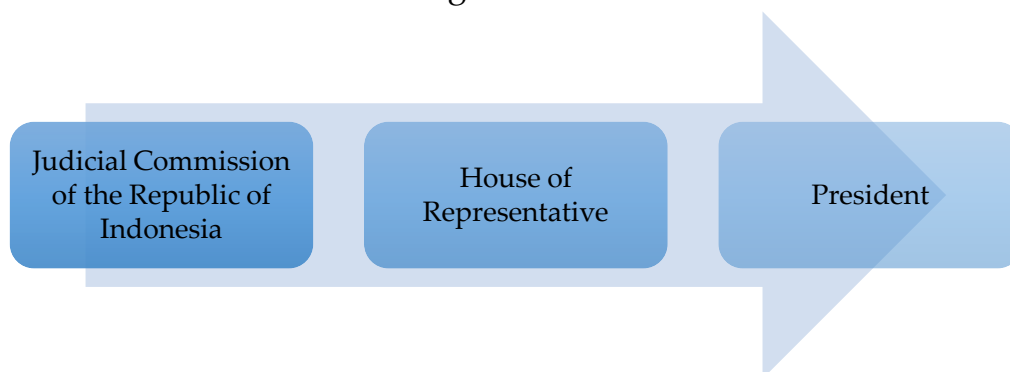 Judicial Commission
of the Republic of
Indonesia
House of
Representative
President